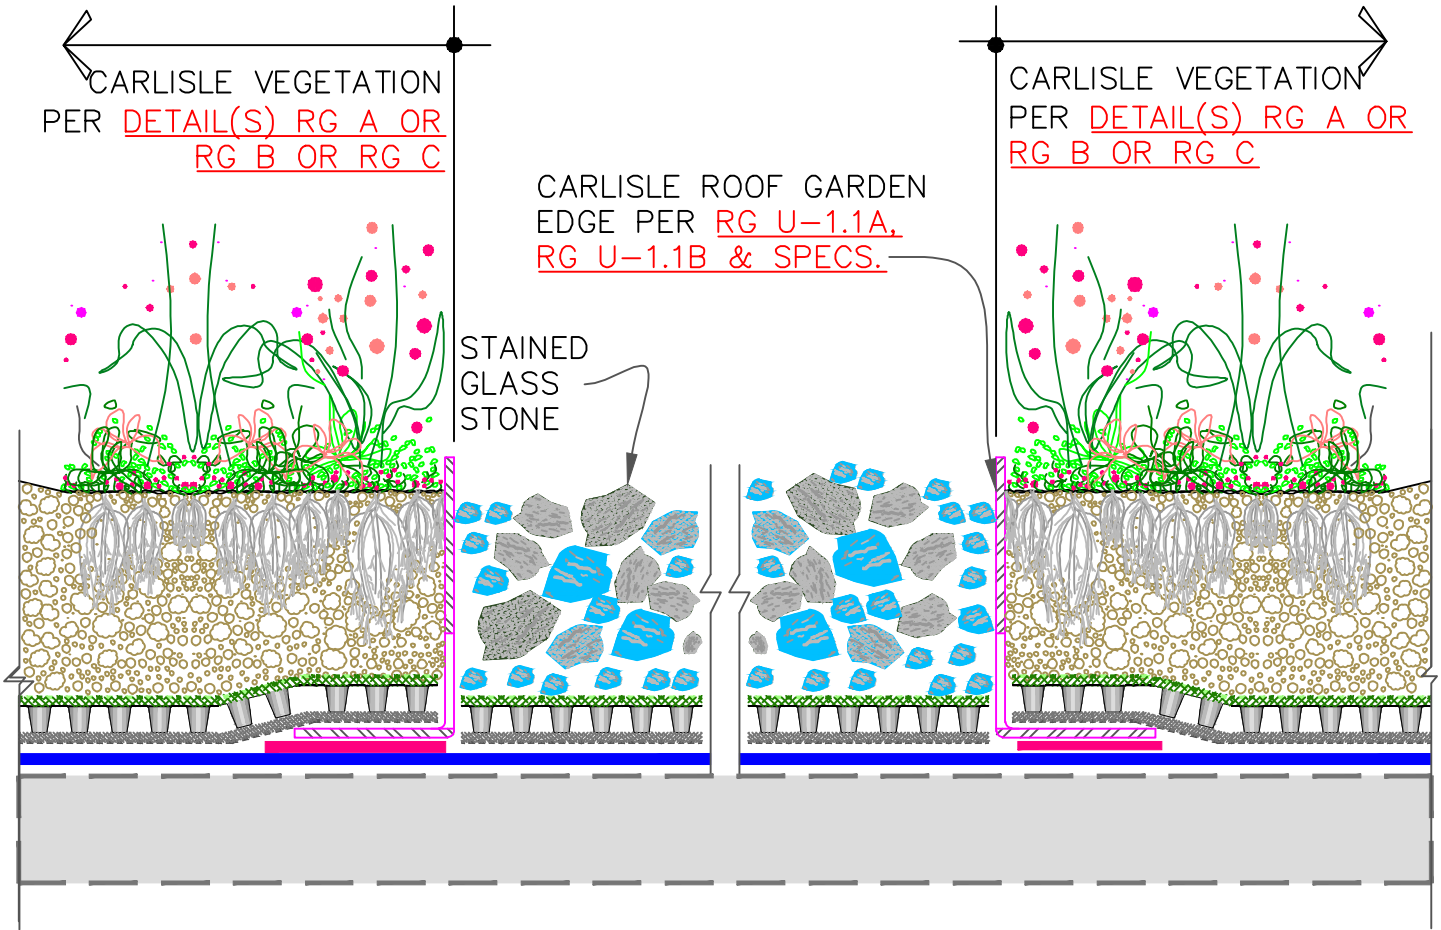 CARLISLE VEGETATION
PER DETAIL(S) RG A OR
RG B OR RG C
CARLISLE VEGETATION
PER DETAIL(S) RG A OR
RG B OR RG C
CARLISLE ROOF GARDEN
EDGE PER RG U-1.1A,
RG U-1.1B & SPECS.
STAINED
GLASS
STONE